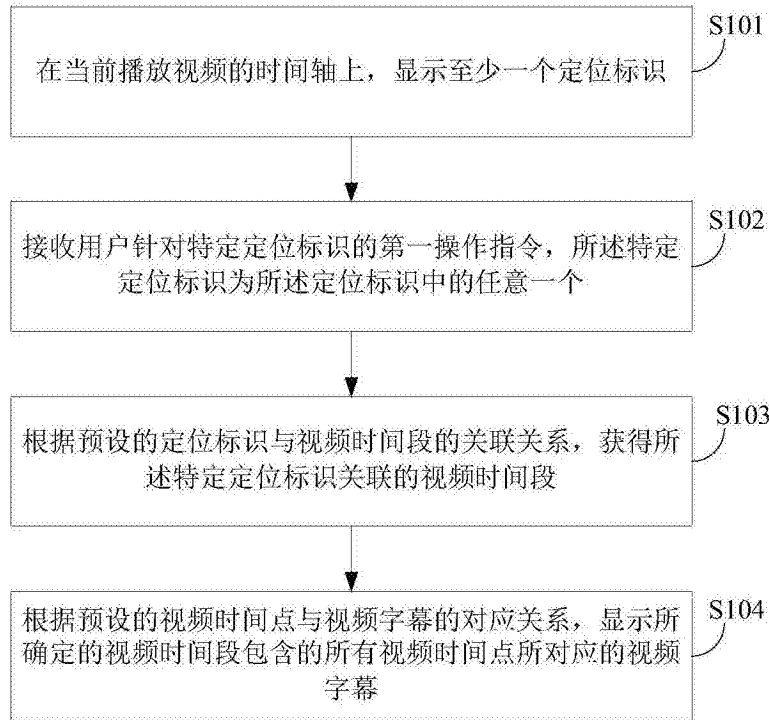 S101
在当前播放视频的时间轴上，显示至少一个定位标识
S102
接收用户针对特定定位标识的第一操作指令，所述特定
定位标识为所述定位标识中的任意一个
S103
根据预设的定位标识与视频时间段的关联关系，获得所
述特定定位标识关联的视频时间段
S104
根据预设的视频时间点与视频字幕的对应关系，显示所
确定的视频时间段包含的所有视频时间点所对应的视频
字幕